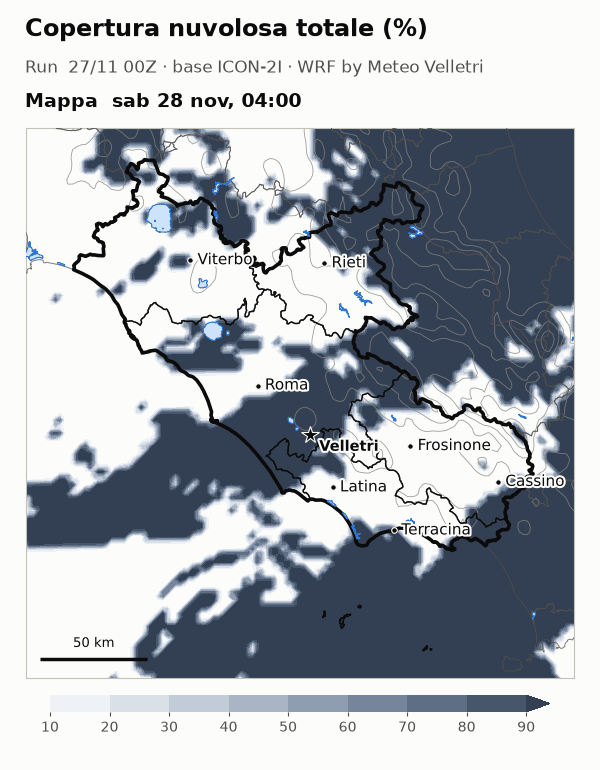 Copertura nuvolosa totale (%)
Run  27/11 00Z · base ICON-2I · WRF by Meteo Velletri
Mappa  sab 28 nov, 04:00
Viterbo
Rieti
Roma
Velletri
Frosinone
Latina
Cassino
Terracina
50 km
10 20 30 40 50 60 70 80 90